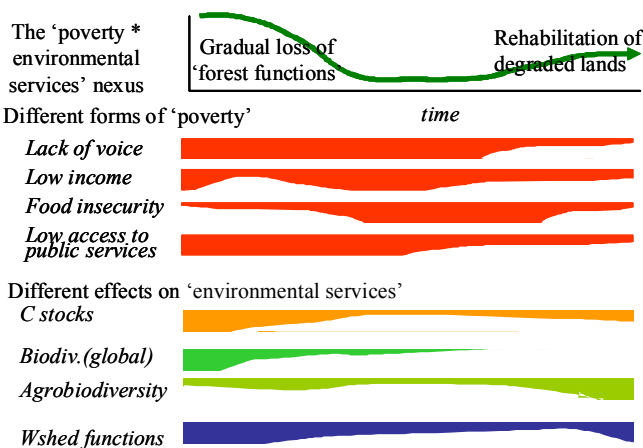 The ‘poverty *
environmental
services’ nexus
Gradual loss of
‘forest functions’
Rehabilitation of
degraded lands
Different forms of ‘poverty’
time
Lack of voice
Low income
Food insecurity
Low access to
public services
Different effects on ‘environmental services’
C stocks
Biodiv.(global)
Agrobiodiversity
Wshed functions